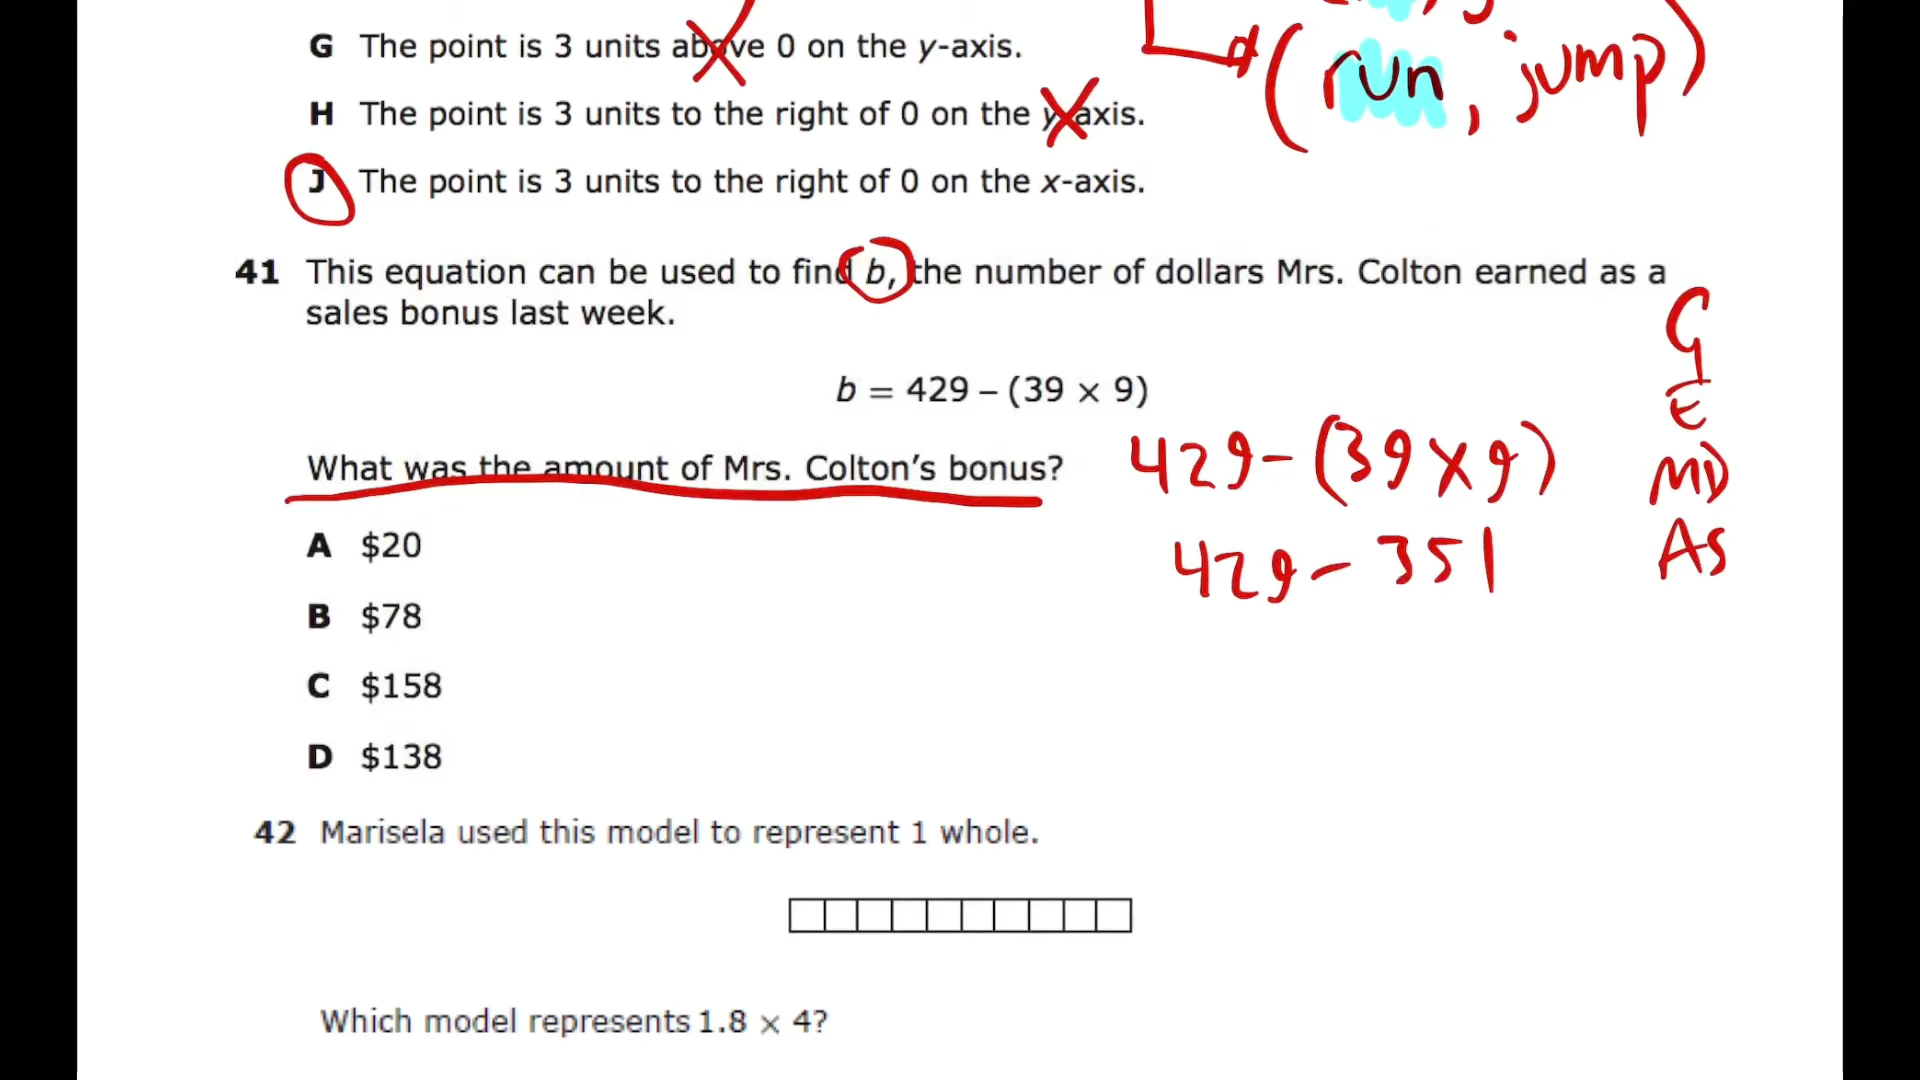 G The point is 3 units above 0 on the y-axis.
(run, jump)
H The point is 3 units to the right of 0 on the y-axis.
J The point is 3 units to the right of 0 on the x-axis.
41 This equation can be used to find b, the number of dollars Mrs. Colton earned as a
sales bonus last week.
G
E
MD
AS
b = 429 – (39 × 9)
What was the amount of Mrs. Colton’s bonus?
429-(39×9)
429-351
A $20
B $78
C $158
D $138
42 Marisela used this model to represent 1 whole.
Which model represents 1.8 × 4?